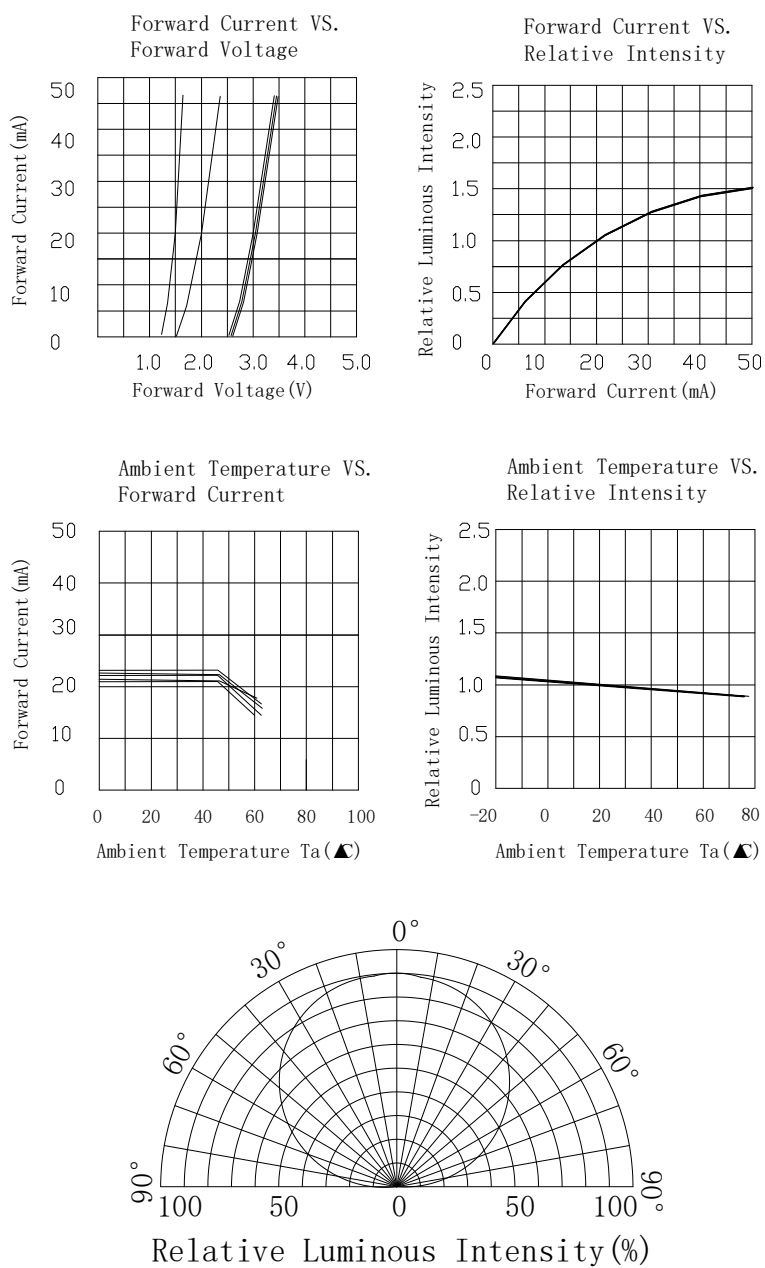 Forward Current VS.
Forward Voltage
50
40
30
20
10
0
Forward Current(mA)
1.0 2.0 3.0 4.0 5.0
Forward Voltage(V)
Forward Current VS.
Relative Intensity
2.5
2.0
1.5
1.0
0.5
0
Relative Luminous Intensity
0 10 20 30 40 50
Forward Current(mA)
Ambient Temperature VS.
Forward Current
50
40
30
20
10
0
Forward Current(mA)
0 20 40 60 80 100
Ambient Temperature Ta(▲C)
Ambient Temperature VS.
Relative Intensity
2.5
2.0
1.5
1.0
0.5
0
Relative Luminous Intensity
-20 0 20 40 60 80
Ambient Temperature Ta(▲C)
0°
30° 30°
60° 60°
90° 90°
100 50 0 50 100
Relative Luminous Intensity(%)